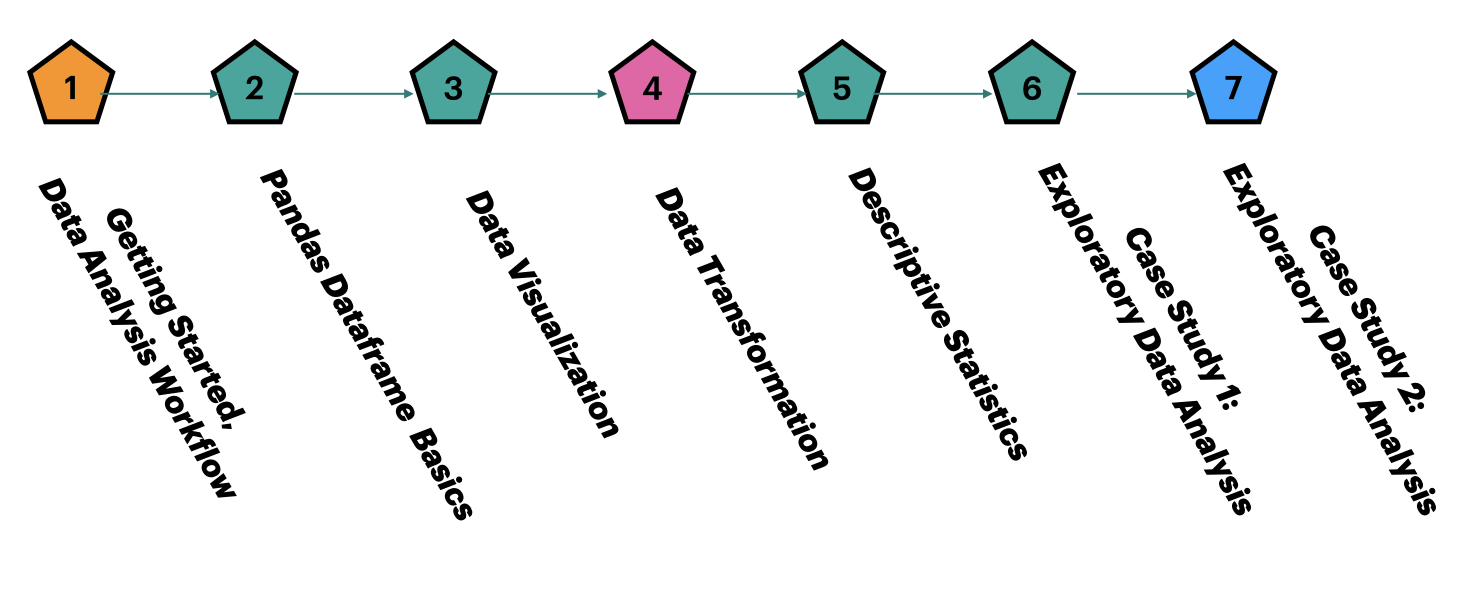 1
2
3
4
5
6
7
Getting Started,
Data Analysis Workflow
Pandas Dataframe Basics
Data Visualization
Data Transformation
Descriptive Statistics
Case Study 1:
Exploratory Data Analysis
Case Study 2:
Exploratory Data Analysis